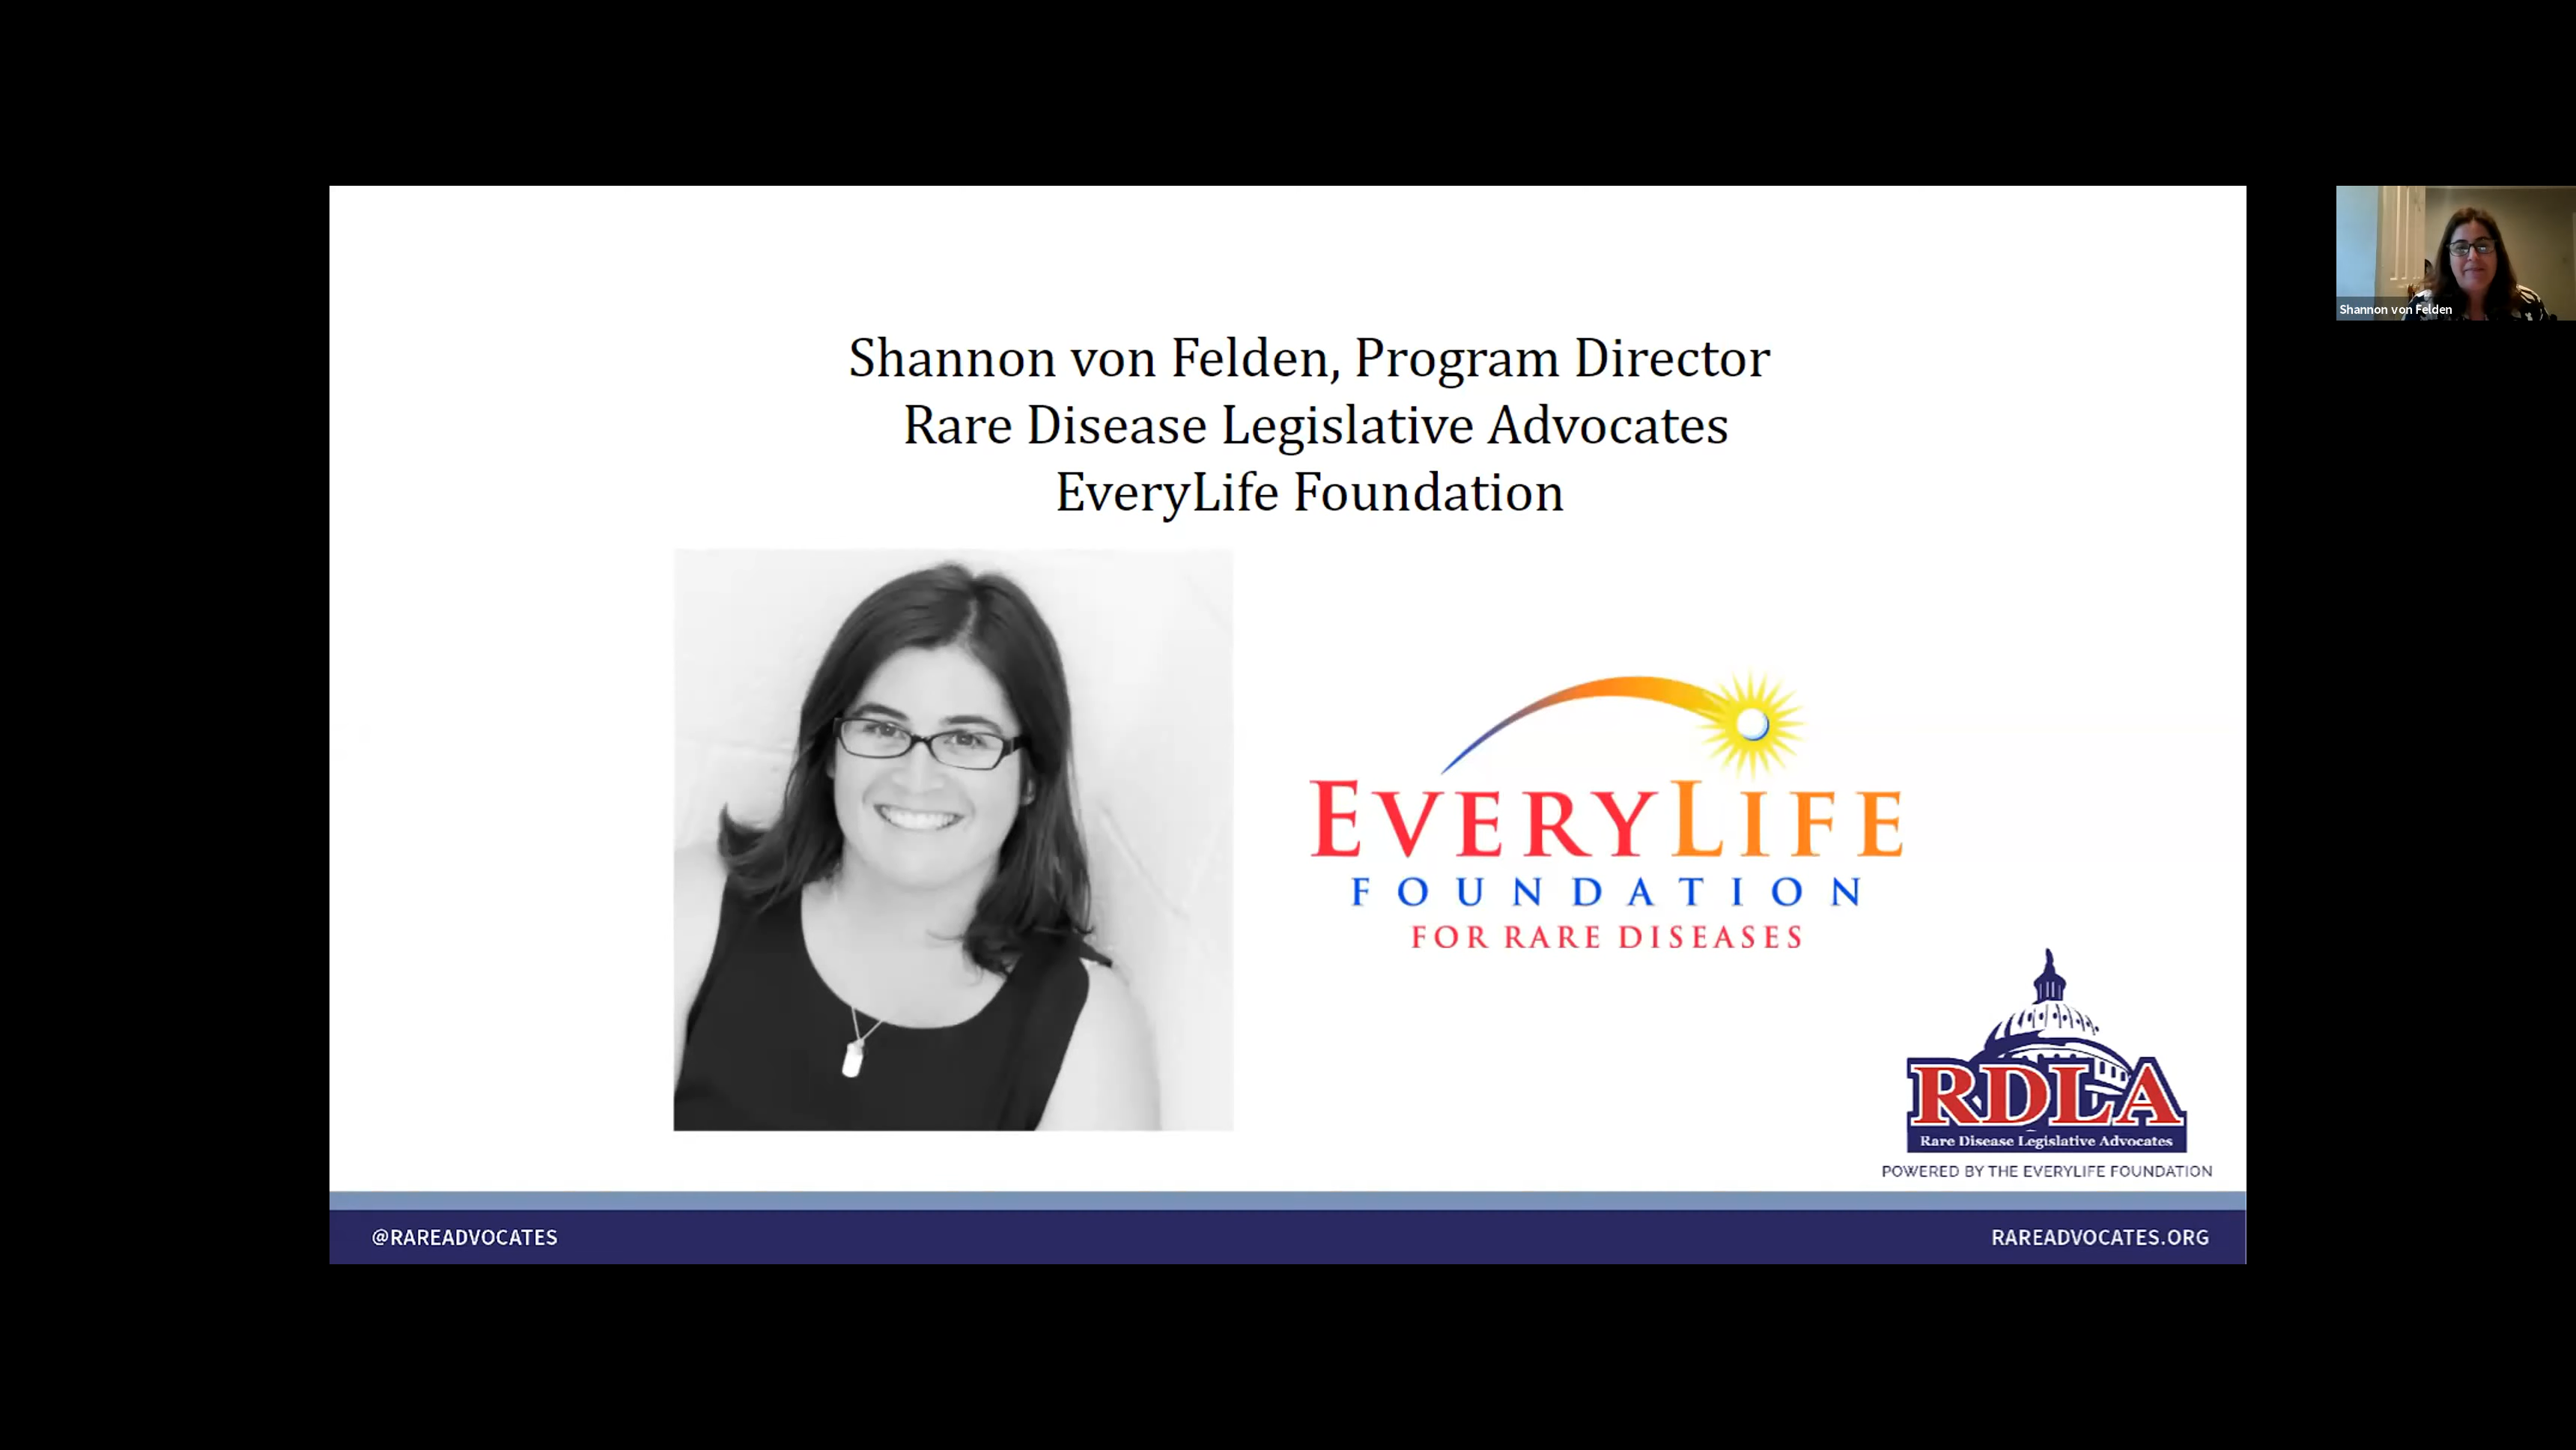 Shannon von Felden, Program Director
Rare Disease Legislative Advocates
EveryLife Foundation
Shannon von Felden
EVERYLIFE
FOUNDATION
FOR RARE DISEASES
RDLA
Rare Disease Legislative Advocates
POWERED BY THE EVERYLIFE FOUNDATION
@RAREADVOCATES
RAREADVOCATES.ORG